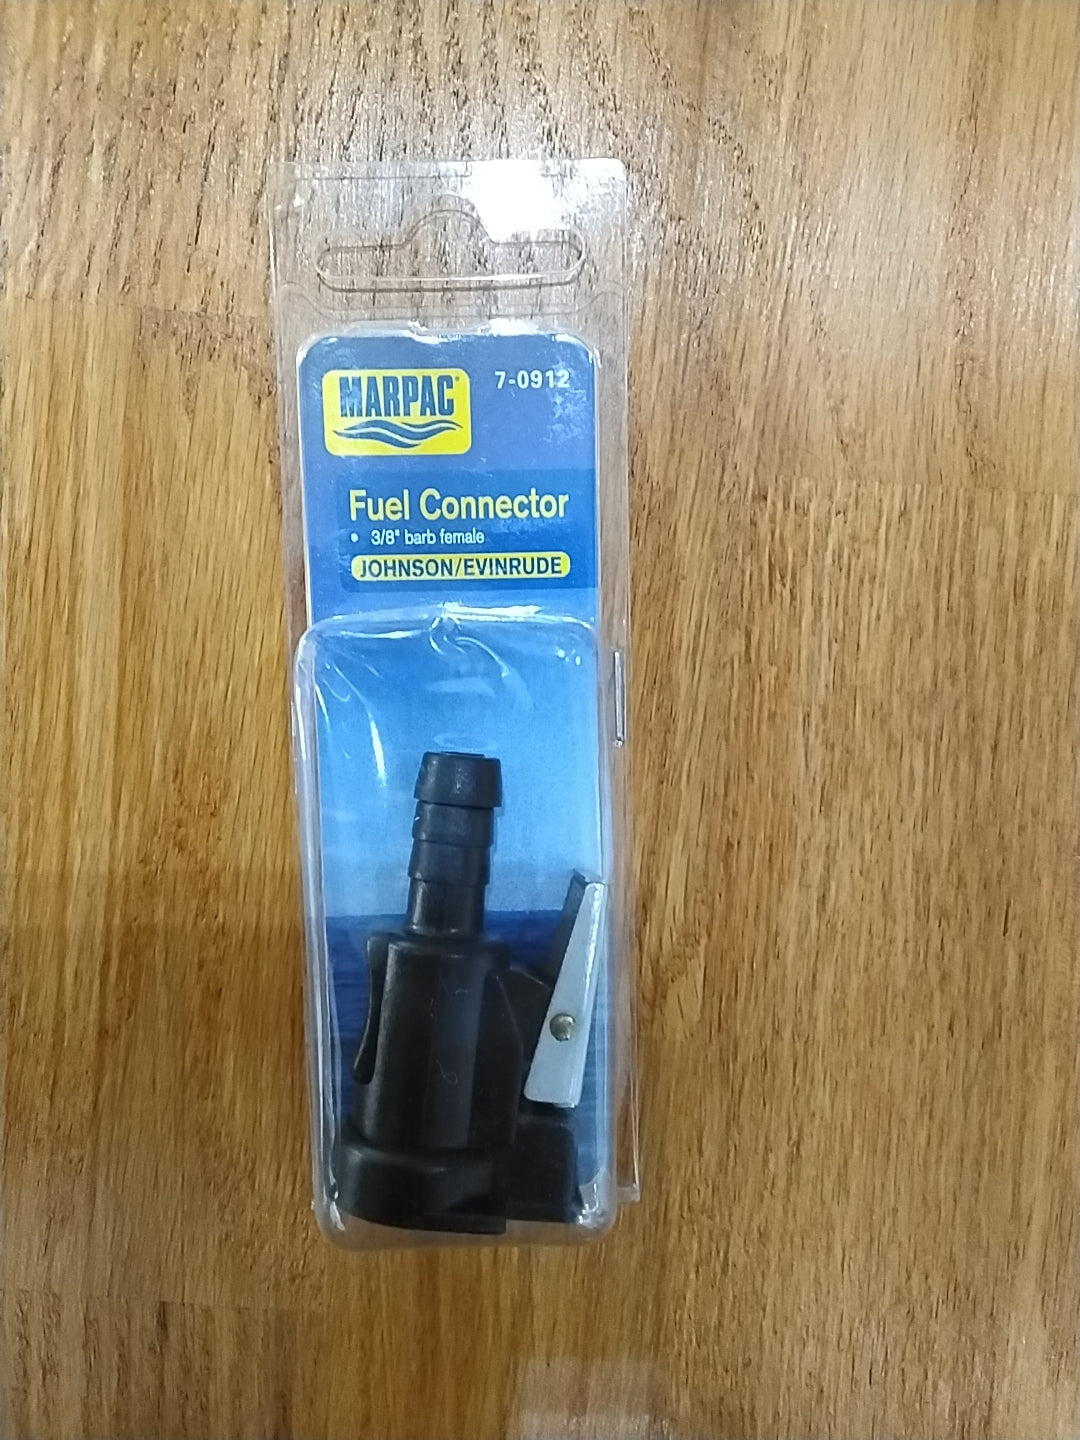 MARPAC®
7-0912
Fuel Connector
• 3/8" barb female
JOHNSON/EVINRUDE